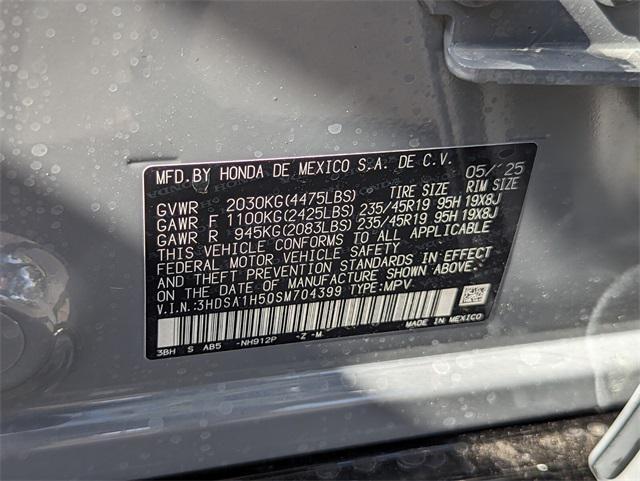 MFD.BY HONDA DE MEXICO S.A. DE C.V. 05/'25
GVWR 2030KG(4475LBS) TIRE SIZE RIM SIZE
GAWR F 1100KG(2425LBS) 235/45R19 95H 19X8J
GAWR R 945KG(2083LBS) 235/45R19 95H 19X8J
THIS VEHICLE CONFORMS TO ALL APPLICABLE
FEDERAL MOTOR VEHICLE SAFETY
AND THEFT PREVENTION STANDARDS IN EFFECT
ON THE DATE OF MANUFACTURE SHOWN ABOVE.
V.I.N.:3HDSA1H50SM704399 TYPE:MPV
3BH S AB5 -NH912P -Z -M- MADE IN MEXICO